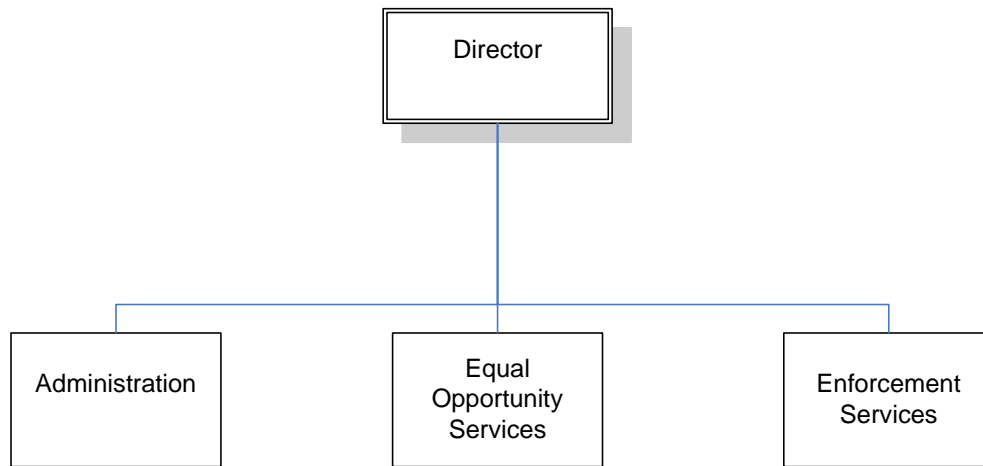 Director
Administration
Equal
Opportunity
Services
Enforcement
Services